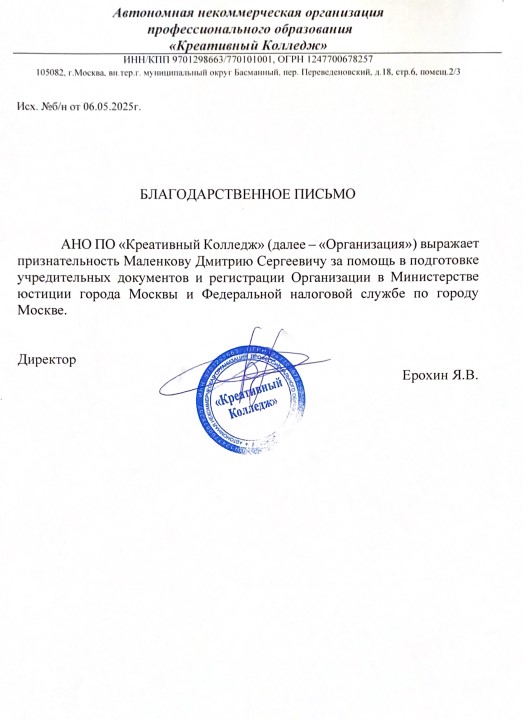 Автономная некоммерческая организация
профессионального образования
«Креативный Колледж»
ИНН/КПП 9701298663/770101001, ОГРН 1247700678257
105082, г.Москва, вн.тер.г. муниципальный округ Басманный, пер. Переведеновский, д.18, стр.6, помещ.2/3
Исх. №б/н от 06.05.2025г.
БЛАГОДАРСТВЕННОЕ ПИСЬМО
АНО ПО «Креативный Колледж» (далее – «Организация») выражает
признательность Маленкову Дмитрию Сергеевичу за помощь в подготовке
учредительных документов и регистрации Организации в Министерстве
юстиции города Москвы и Федеральной налоговой службе по городу
Москве.
Директор
Ерохин Я.В.
«Креативный
Колледж»